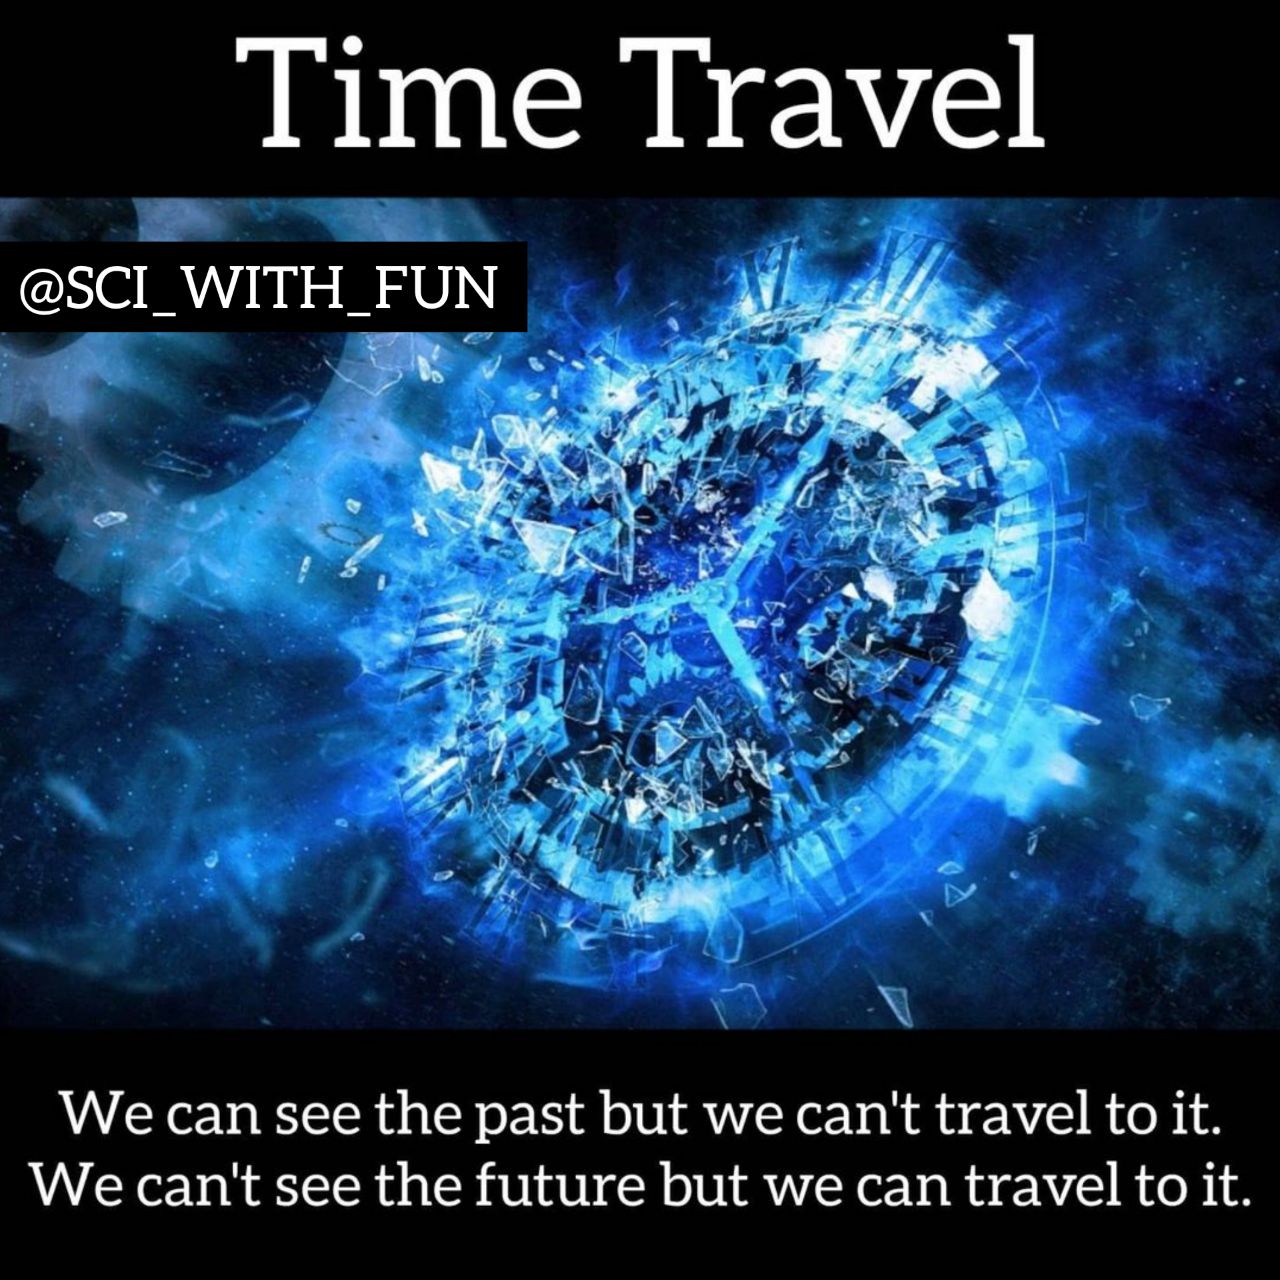 Time Travel
@SCI_WITH_FUN
We can see the past but we can't travel to it.
We can't see the future but we can travel to it.